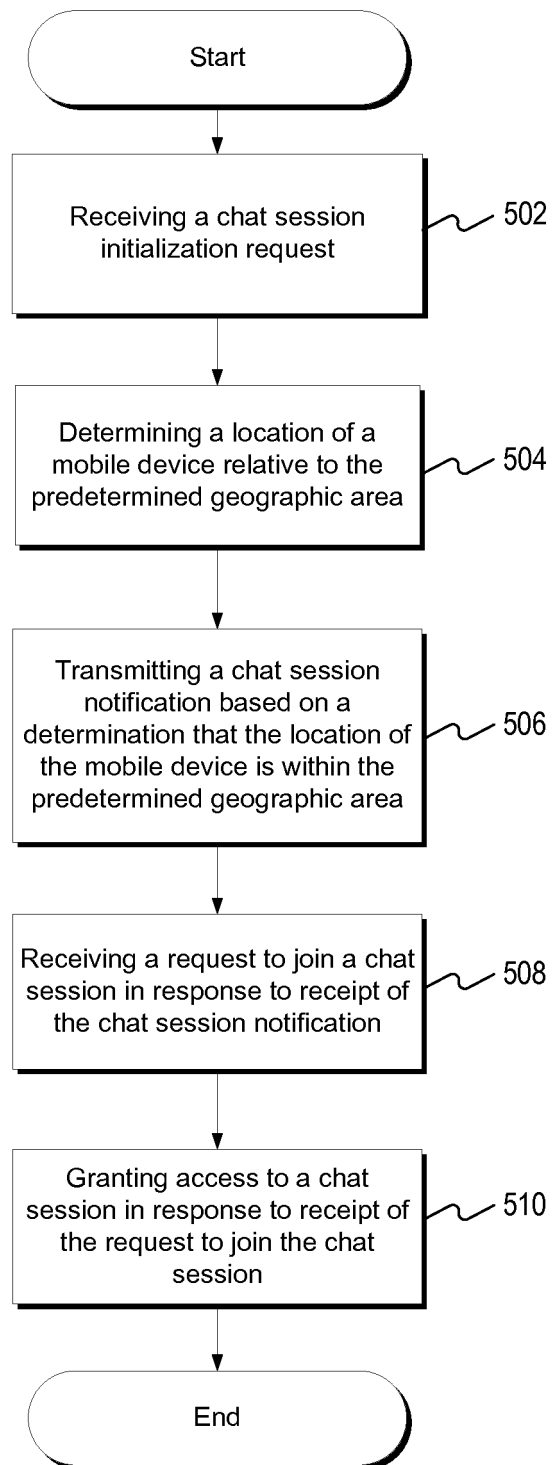 Start
Receiving a chat session
initialization request
502
Determining a location of a
mobile device relative to the
predetermined geographic area
504
Transmitting a chat session
notification based on a
determination that the location of
the mobile device is within the
predetermined geographic area
506
Receiving a request to join a chat
session in response to receipt of
the chat session notification
508
Granting access to a chat
session in response to receipt of
the request to join the chat
session
510
End